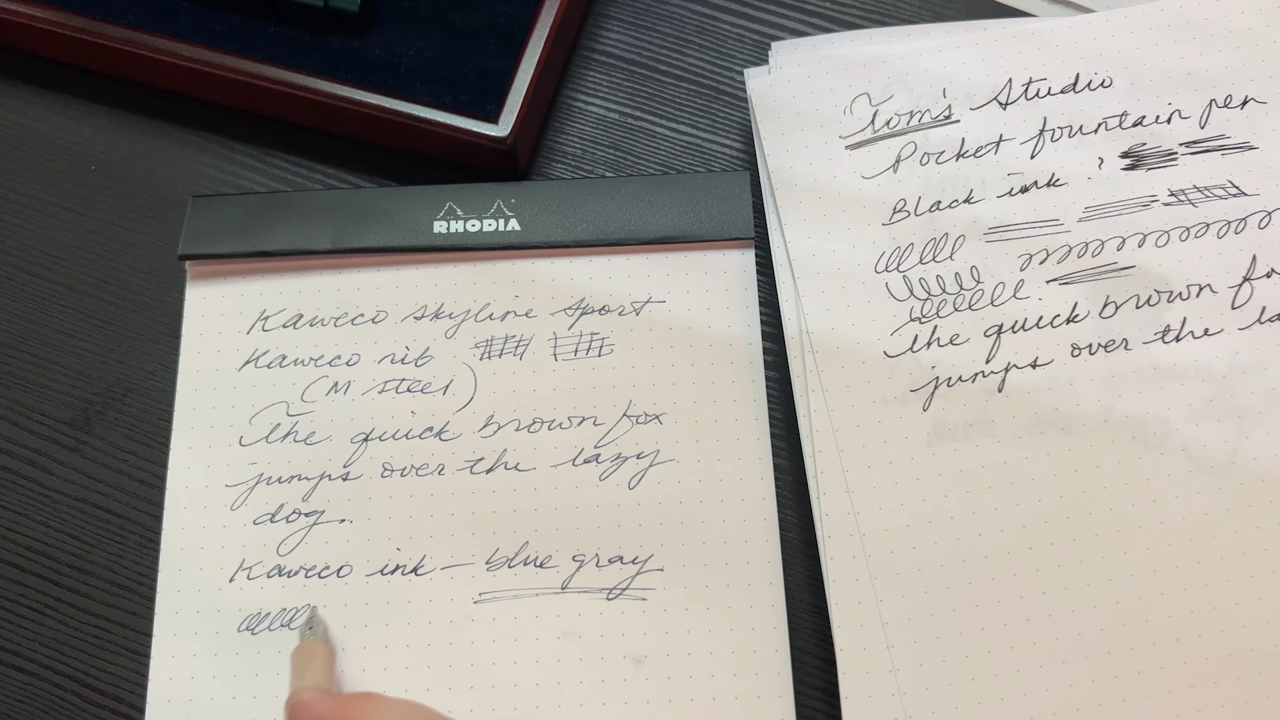 RHODIA
Kaweco Skyline Sport
Kaweco nib
(M steel)
The quick brown fox
jumps over the lazy
dog.
Kaweco ink – blue gray
Tom's Studio
Pocket fountain pen
Black ink ?
the quick brown fo
jumps over the la